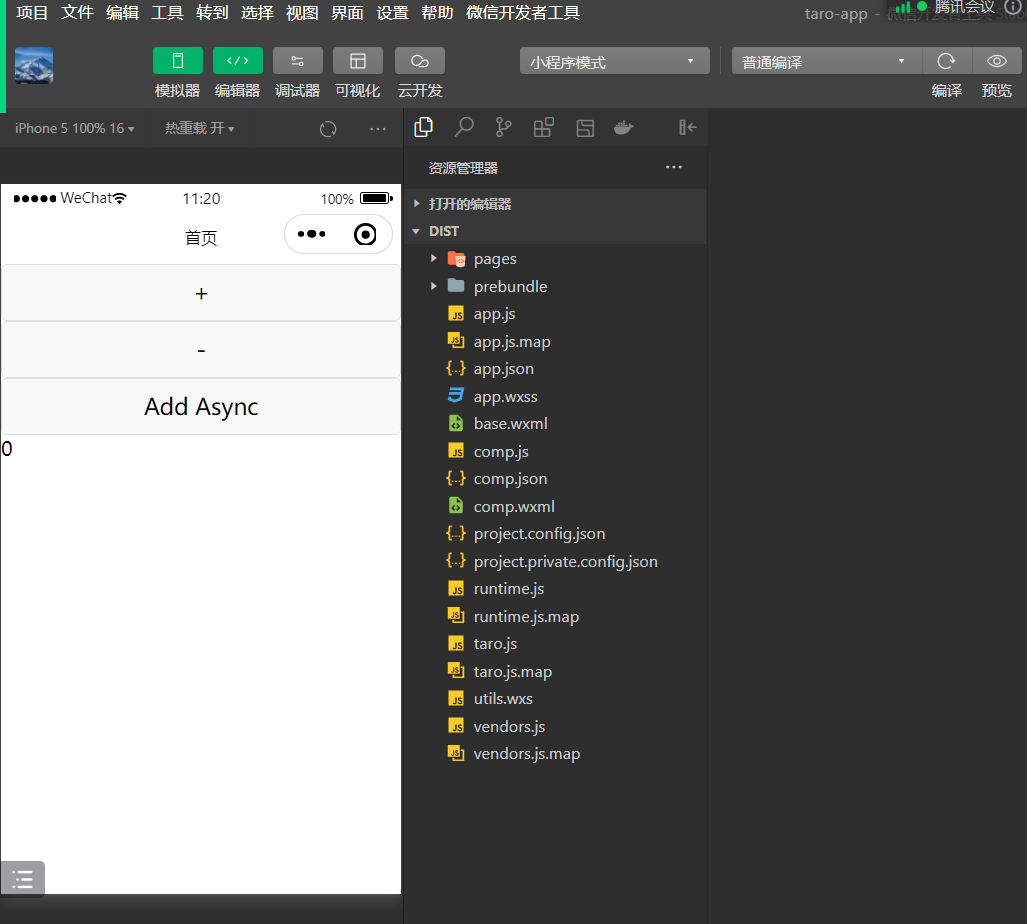 项目 文件 编辑 工具 转到 选择 视图 界面 设置 帮助 微信开发者工具
taro-app - 微信开发者工具
腾讯会议
小程序模式
普通编译
模拟器 编辑器 调试器 可视化 云开发
编译 预览
iPhone 5 100% 16
热重载 开
资源管理器
打开的编辑器
DIST
WeChat
11:20
100%
首页
+
-
Add Async
0
pages
prebundle
app.js
app.js.map
app.json
app.wxss
base.wxml
comp.js
comp.json
comp.wxml
project.config.json
project.private.config.json
runtime.js
runtime.js.map
taro.js
taro.js.map
utils.wxs
vendors.js
vendors.js.map